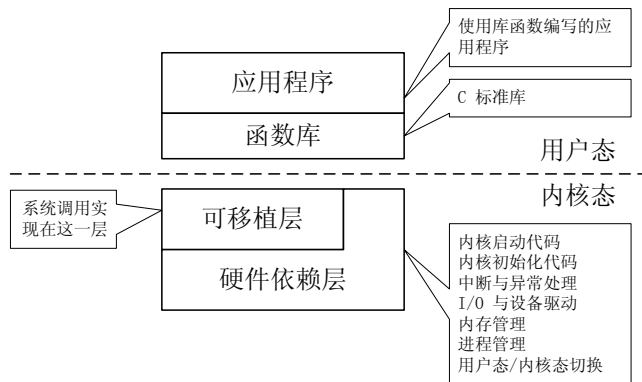 使用库函数编写的应
用程序
应用程序
C 标准库
函数库
用户态
内核态
系统调用实
现在这一层
可移植层
硬件依赖层
内核启动代码
内核初始化代码
中断与异常处理
I/O 与设备驱动
内存管理
进程管理
用户态/内核态切换